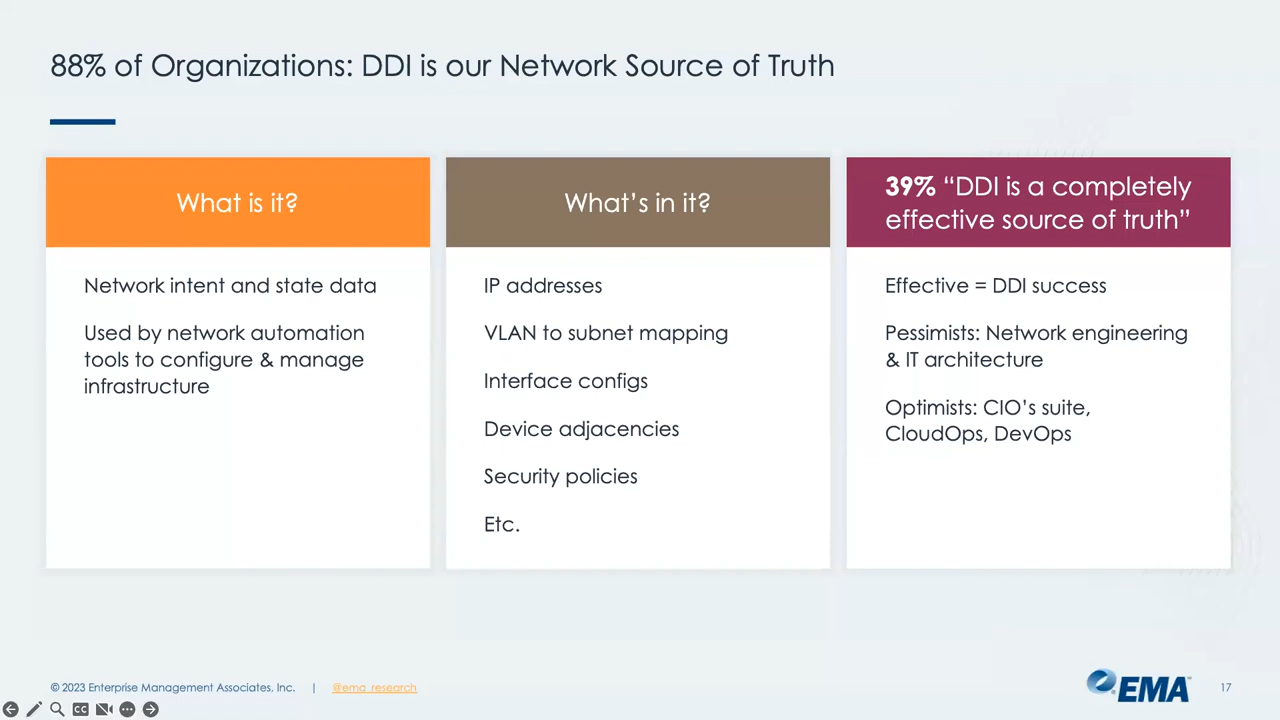 88% of Organizations: DDI is our Network Source of Truth
What is it?
Network intent and state data
Used by network automation
tools to configure & manage
infrastructure
What's in it?
IP addresses
VLAN to subnet mapping
Interface configs
Device adjacencies
Security policies
Etc.
39% “DDI is a completely
effective source of truth”
Effective = DDI success
Pessimists: Network engineering
& IT architecture
Optimists: CIO's suite,
CloudOps, DevOps
© 2023 Enterprise Management Associates, Inc. | @ema_research
EMA
17
CC